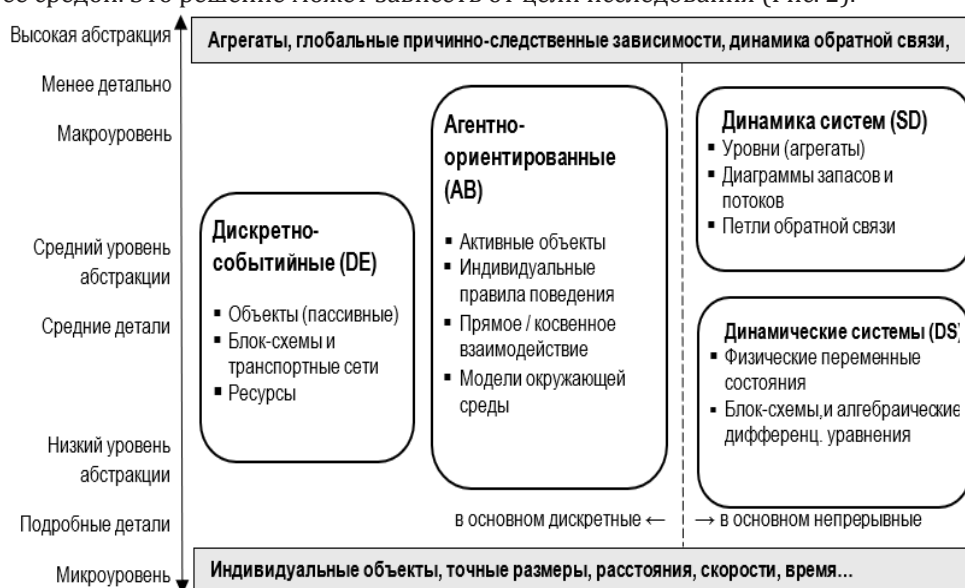 Высокая абстракция
Агрегаты, глобальные причинно-следственные зависимости, динамика обратной связи,
Менее детально
Макроуровень
Средний уровень
абстракции
Средние детали
Низкий уровень
абстракции
Подробные детали
Микроуровень
Дискретно-
событийные (DE)
▪ Объекты (пассивные)
▪ Блок-схемы и
транспортные сети
▪ Ресурсы
Агентно-
ориентированные
(AB)
▪ Активные объекты
▪ Индивидуальные
правила поведения
▪ Прямое / косвенное
взаимодействие
▪ Модели окружающей
среды
Динамика систем (SD)
▪ Уровни (агрегаты)
▪ Диаграммы запасов и
потоков
▪ Петли обратной связи
Динамические системы (DS)
▪ Физические переменные
состояния
▪ Блок-схемы,и алгебраические
дифференц. уравнения
в основном дискретные ← → в основном непрерывные
Индивидуальные объекты, точные размеры, расстояния, скорости, время...